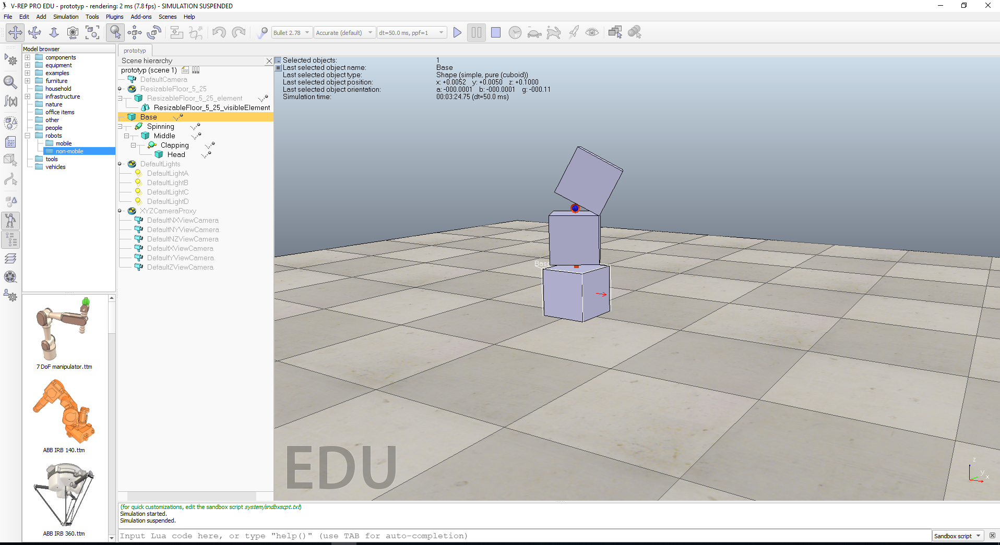 V-REP PRO EDU - prototyp - rendering: 2 ms (7.8 fps) - SIMULATION SUSPENDED
File Edit Add Simulation Tools Plugins Add-ons Scenes Help
Bullet 2.78 Accurate (default) dt=50.0 ms, ppf=1
Model browser
components
equipment
examples
furniture
household
infrastructure
nature
office items
other
people
robots
mobile
non-mobile
tools
vehicles
7 DoF manipulator.ttm
ABB IRB 140.ttm
ABB IRB 360.ttm
prototyp
Scene hierarchy
prototyp (scene 1)
DefaultCamera
ResizableFloor_5_25
ResizableFloor_5_25_element
ResizableFloor_5_25_visibleElement
Base
Spinning
Middle
Clapping
Head
DefaultLights
DefaultLightA
DefaultLightB
DefaultLightC
DefaultLightD
XYZCameraProxy
DefaultNXViewCamera
DefaultNYViewCamera
DefaultNZViewCamera
DefaultXViewCamera
DefaultYViewCamera
DefaultZViewCamera
Selected objects: 1
Last selected object name: Base
Last selected object type: Shape (simple, pure (cuboid))
Last selected object position: x: +0.0052 y: +0.0050 z: +0.1000
Last selected object orientation: a: -000.0001 b: -000.0001 g: -000.11
Simulation time: 00:03:24.75 (dt=50.0 ms)
Base
EDU
z
y
x
(for quick customizations, edit the sandbox script system/sndbxscpt.txt)
Simulation started.
Simulation suspended.
Input Lua code here, or type "help()" (use TAB for auto-completion)
Sandbox script